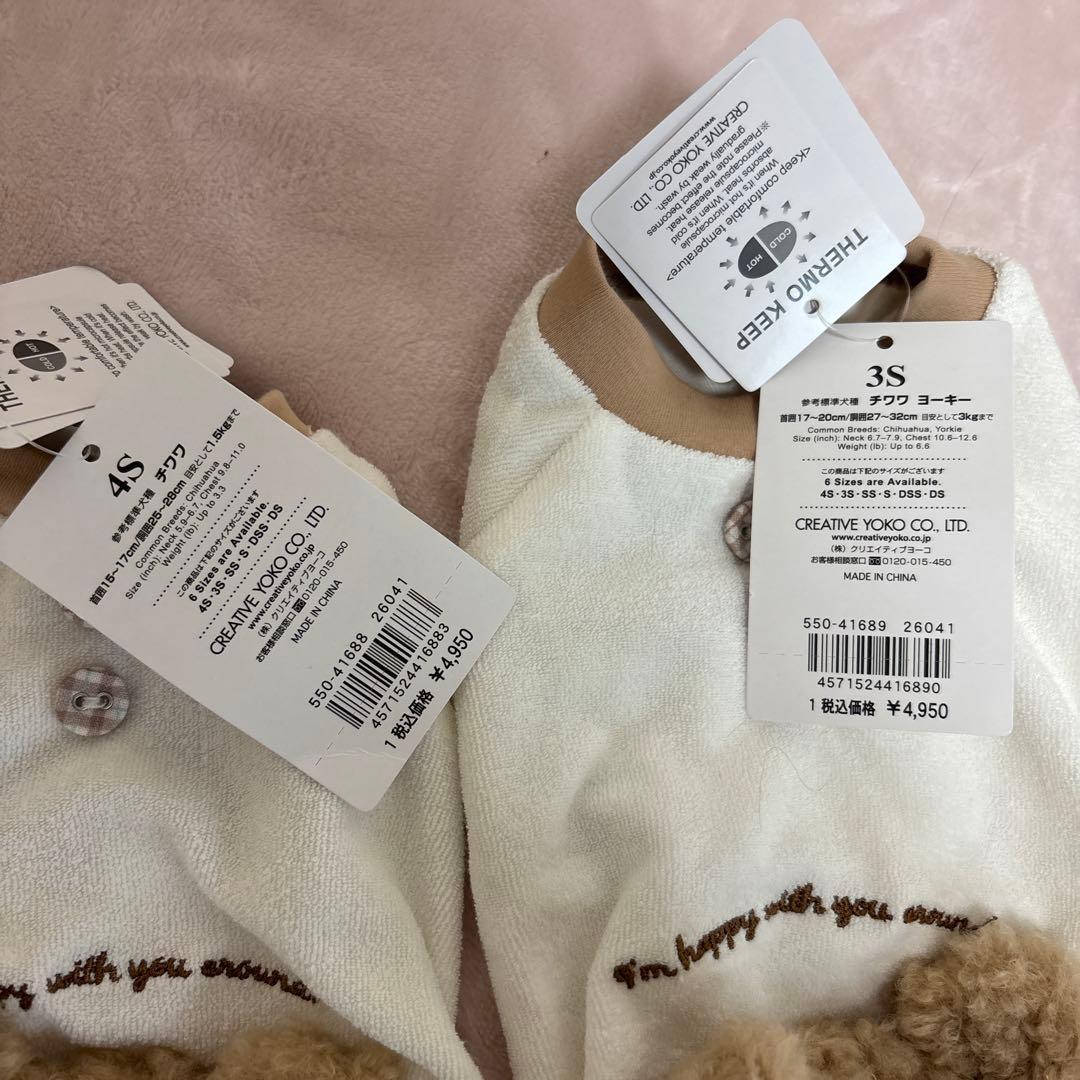 4S
参考標準犬種 チワワ
首囲15~17cm/胴囲25~28cm 目安として1.5kgまで
Common Breeds: Chihuahua
Size (inch): Neck 5.9-6.7, Chest 9.8-11.0
Weight (lb): Up to 3.3
この商品は下記のサイズがございます
6 Sizes are Available.
4S・3S・SS・S・DSS・DS
CREATIVE YOKO CO., LTD.
www.creativeyoko.co.jp
(株) クリエイティブヨーコ
お客様相談窓口 0120-015-450
MADE IN CHINA
550-41688 26041
4571524416883
1 税込価格 ¥4,950
THERMO KEEP
COLD HOT
<Keep comfortable temperature>
When it's hot microcapsule
absorbs heat. When it's cold
microcapsule release heat.
※Please note the effect becomes
gradually weak by wash.
CREATIVE YOKO CO., LTD.
www.creativeyoko.co.jp
3S
参考標準犬種 チワワ ヨーキー
首囲17~20cm/胴囲27~32cm 目安として3kgまで
Common Breeds: Chihuahua, Yorkie
Size (inch): Neck 6.7-7.9, Chest 10.6-12.6
Weight (lb): Up to 6.6
この商品は下記のサイズがございます
6 Sizes are Available.
4S・3S・SS・S・DSS・DS
CREATIVE YOKO CO., LTD.
www.creativeyoko.co.jp
(株) クリエイティブヨーコ
お客様相談窓口 0120-015-450
MADE IN CHINA
550-41689 26041
4571524416890
1 税込価格 ¥4,950
COLD HOT
with you
I'm happy with you